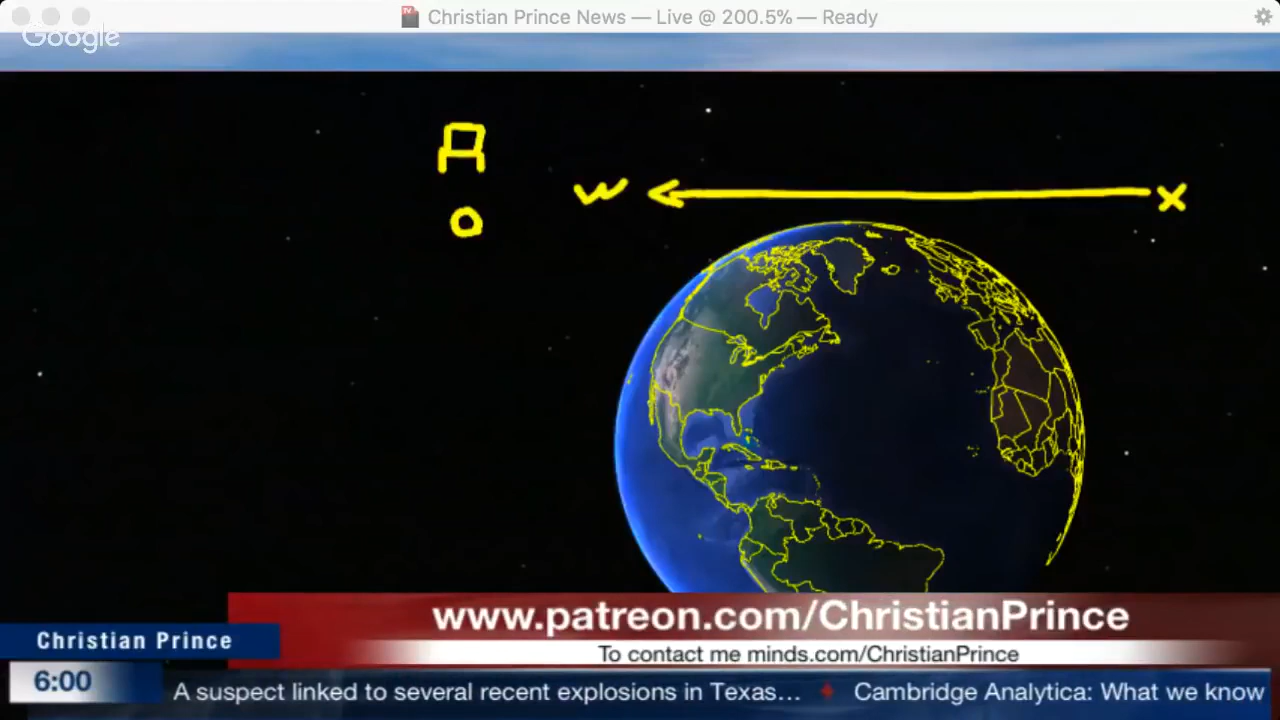 Christian Prince News — Live @ 200.5% — Ready
Google
W X
O
www.patreon.com/ChristianPrince
Christian Prince
To contact me minds.com/ChristianPrince
6:00
A suspect linked to several recent explosions in Texas... Cambridge Analytica: What we know